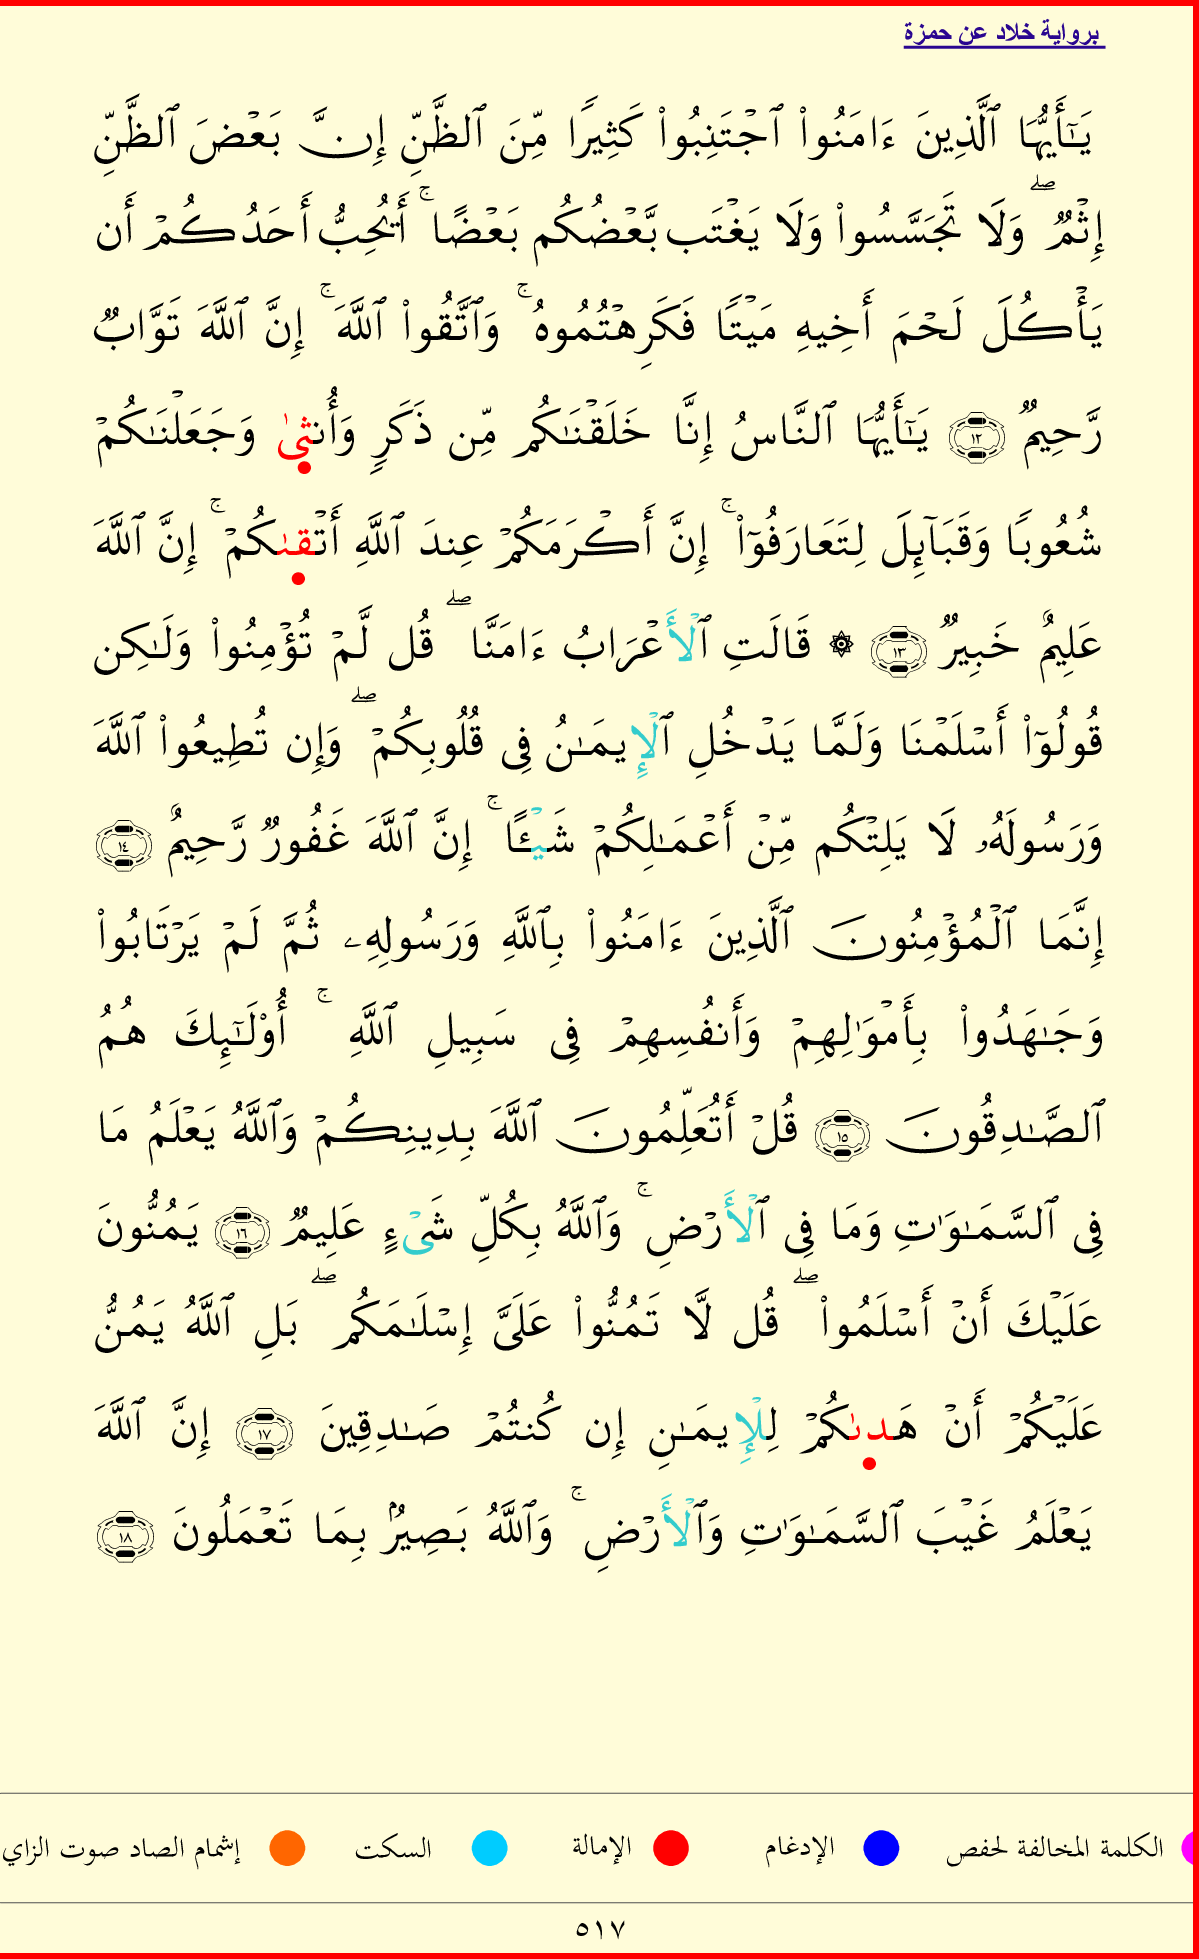 برواية خلاد عن حمزة
يَـٰٓأَيُّهَا ٱلَّذِينَ ءَامَنُوا۟ ٱجْتَنِبُوا۟ كَثِيرًا مِّنَ ٱلظَّنِّ إِنَّ بَعْضَ ٱلظَّنِّ
إِثْمٌ ۖ وَلَا تَجَسَّسُوا۟ وَلَا يَغْتَب بَّعْضُكُم بَعْضًا ۚ أَيُحِبُّ أَحَدُكُمْ أَن
يَأْكُلَ لَحْمَ أَخِيهِ مَيْتًا فَكَرِهْتُمُوهُ ۚ وَٱتَّقُوا۟ ٱللَّهَ ۚ إِنَّ ٱللَّهَ تَوَّابٌ
رَّحِيمٌ ١٢ يَـٰٓأَيُّهَا ٱلنَّاسُ إِنَّا خَلَقْنَـٰكُم مِّن ذَكَرٍ وَأُنثَىٰ وَجَعَلْنَـٰكُمْ
شُعُوبًا وَقَبَآئِلَ لِتَعَارَفُوٓا۟ ۚ إِنَّ أَكْرَمَكُمْ عِندَ ٱللَّهِ أَتْقىٰكُمْ ۚ إِنَّ ٱللَّهَ
عَلِيمٌ خَبِيرٌ ١٣ ۞ قَالَتِ ٱلْأَعْرَابُ ءَامَنَّا ۖ قُل لَّمْ تُؤْمِنُوا۟ وَلَـٰكِن
قُولُوٓا۟ أَسْلَمْنَا وَلَمَّا يَدْخُلِ ٱلْإِيمَـٰنُ فِى قُلُوبِكُمْ ۖ وَإِن تُطِيعُوا۟ ٱللَّهَ
وَرَسُولَهُۥ لَا يَلِتْكُم مِّنْ أَعْمَـٰلِكُمْ شَيْـًٔا ۚ إِنَّ ٱللَّهَ غَفُورٌ رَّحِيمٌ ١٤
إِنَّمَا ٱلْمُؤْمِنُونَ ٱلَّذِينَ ءَامَنُوا۟ بِٱللَّهِ وَرَسُولِهِۦ ثُمَّ لَمْ يَرْتَابُوا۟
وَجَـٰهَدُوا۟ بِأَمْوَٰلِهِمْ وَأَنفُسِهِمْ فِى سَبِيلِ ٱللَّهِ ۚ أُو۟لَـٰٓئِكَ هُمُ
ٱلصَّـٰدِقُونَ ١٥ قُلْ أَتُعَلِّمُونَ ٱللَّهَ بِدِينِكُمْ وَٱللَّهُ يَعْلَمُ مَا
فِى ٱلسَّمَـٰوَٰتِ وَمَا فِى ٱلْأَرْضِ ۚ وَٱللَّهُ بِكُلِّ شَىْءٍ عَلِيمٌ ١٦ يَمُنُّونَ
عَلَيْكَ أَنْ أَسْلَمُوا۟ ۖ قُل لَّا تَمُنُّوا۟ عَلَىَّ إِسْلَـٰمَكُم ۖ بَلِ ٱللَّهُ يَمُنُّ
عَلَيْكُمْ أَنْ هَدىٰكُمْ لِلْإِيمَـٰنِ إِن كُنتُمْ صَـٰدِقِينَ ١٧ إِنَّ ٱللَّهَ
يَعْلَمُ غَيْبَ ٱلسَّمَـٰوَٰتِ وَٱلْأَرْضِ ۚ وَٱللَّهُ بَصِيرٌۢ بِمَا تَعْمَلُونَ ١٨
الكلمة المخالفة لحفص الإدغام الإمالة السكت إشمام الصاد صوت الزاي
٥١٧